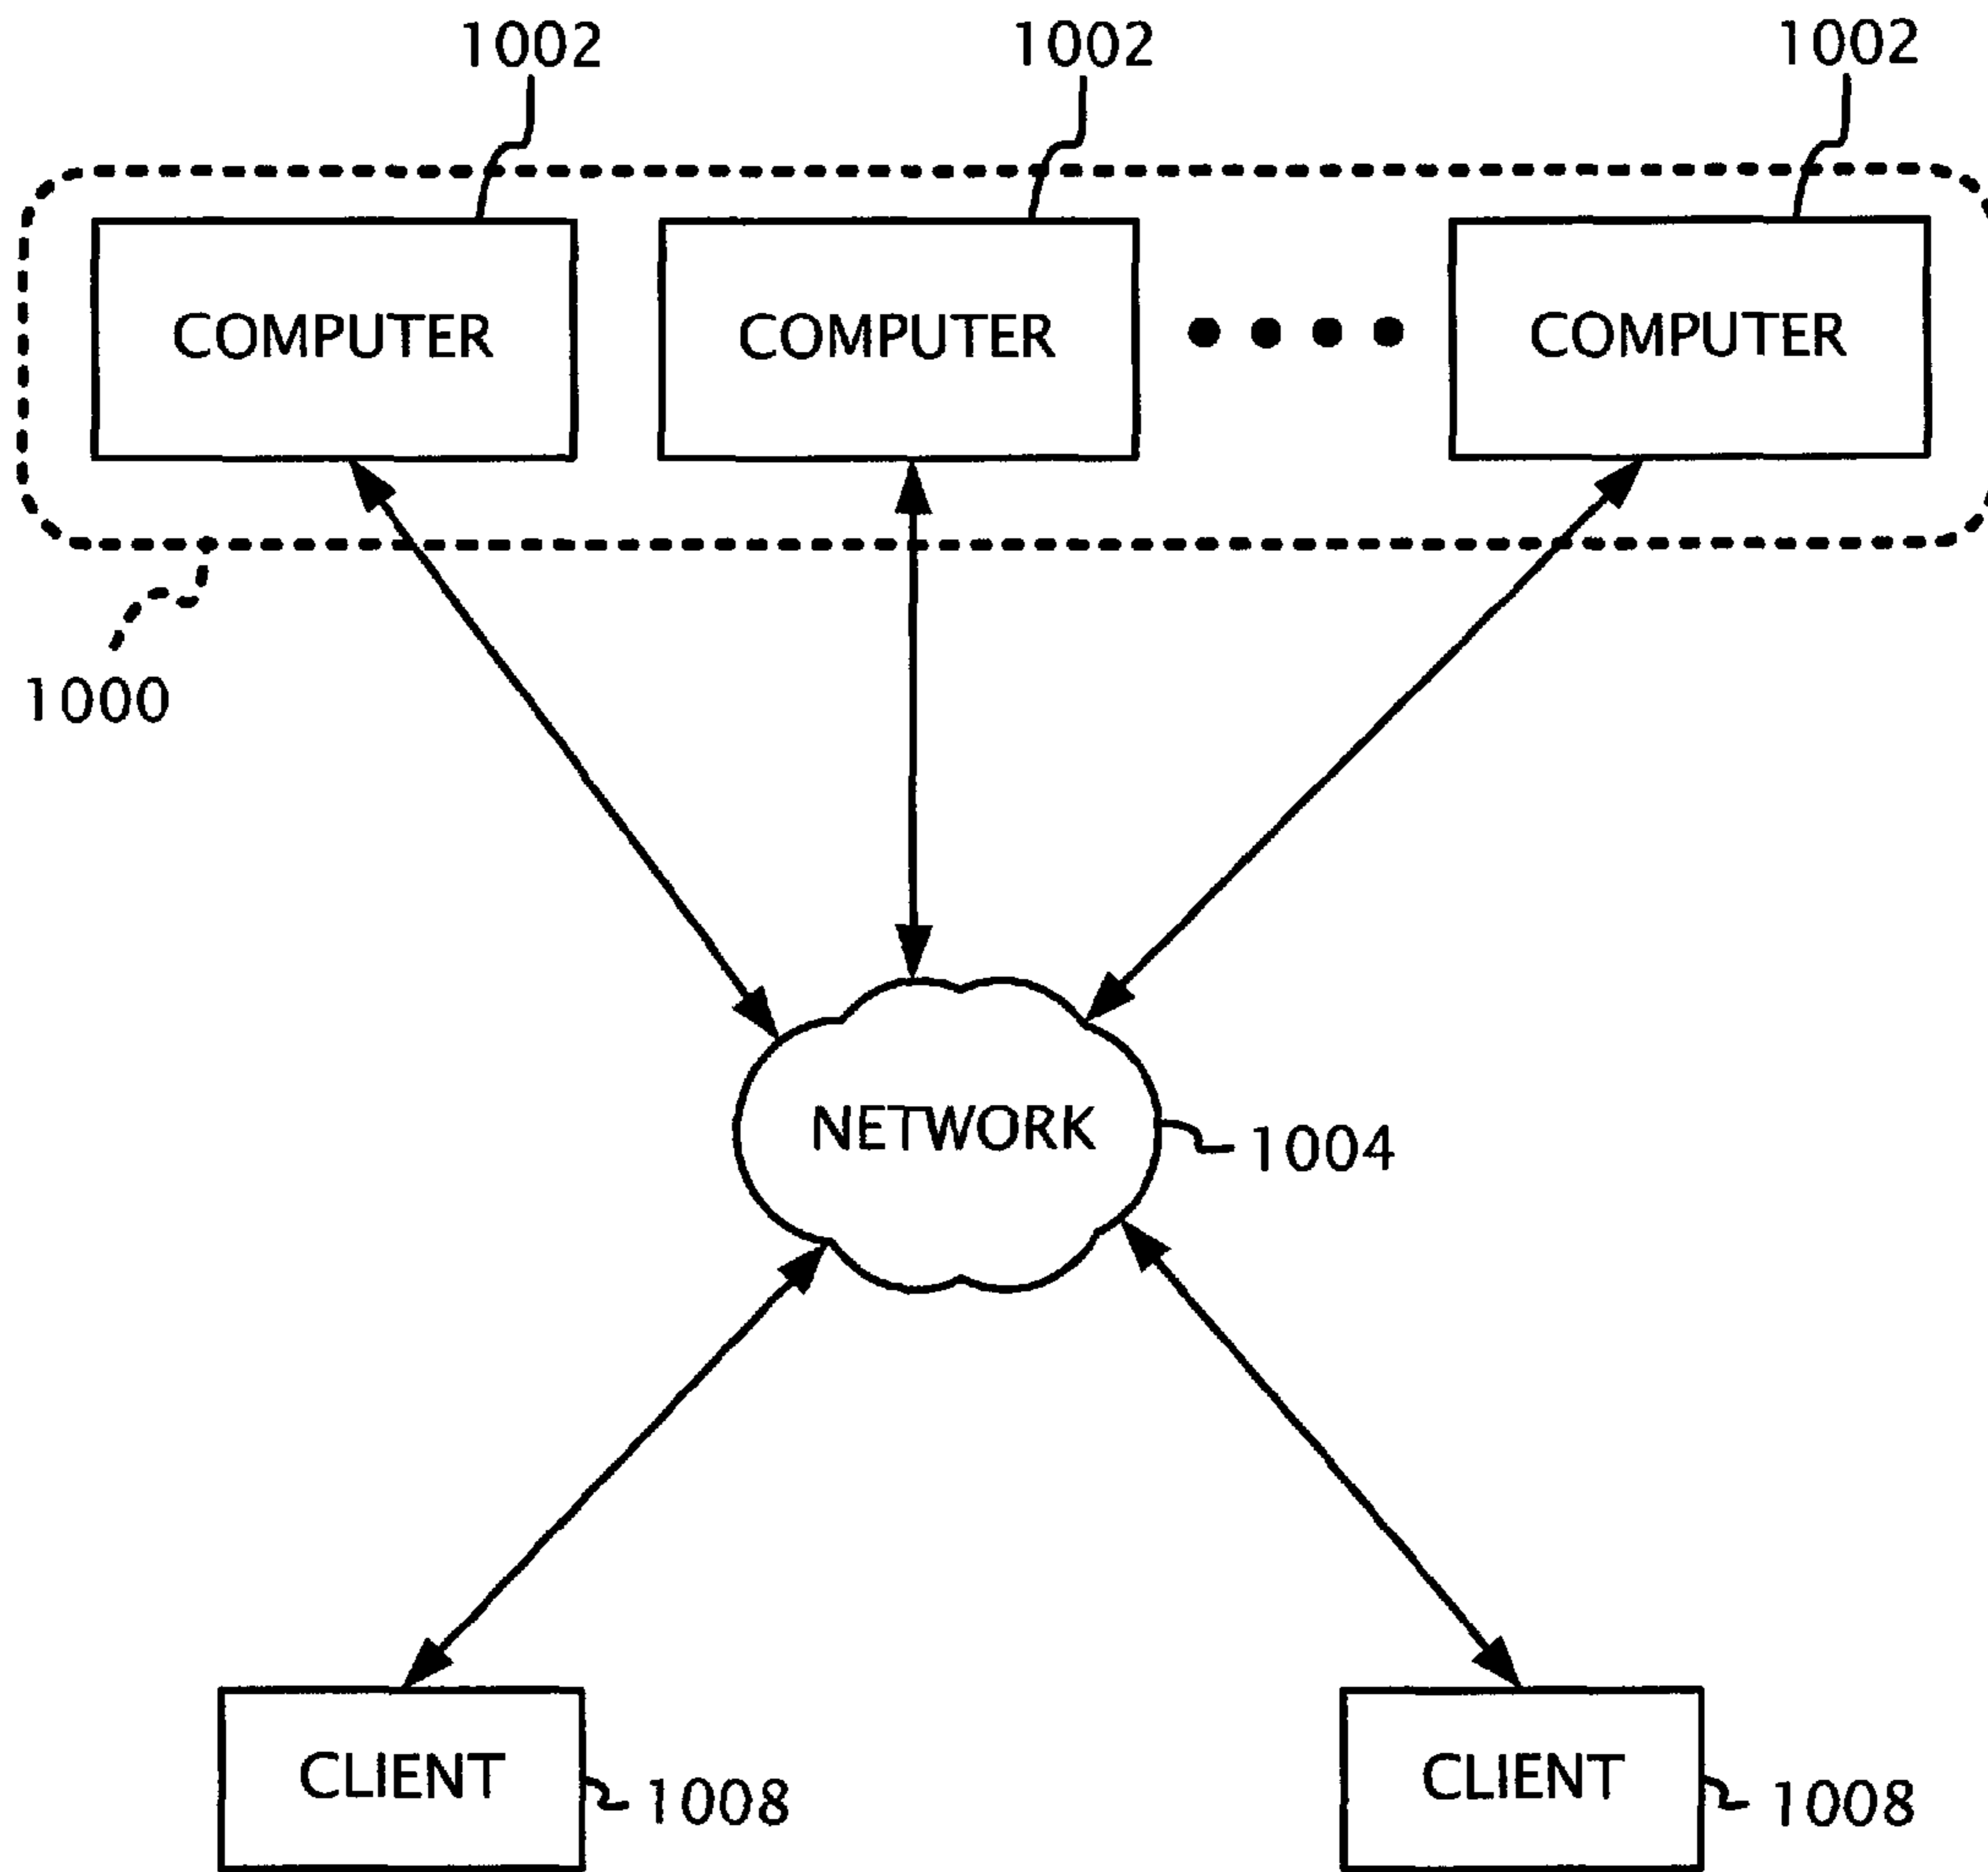 1002 1002 1002
COMPUTER COMPUTER COMPUTER
1000
NETWORK
1004
CLIENT 1008 CLIENT 1008